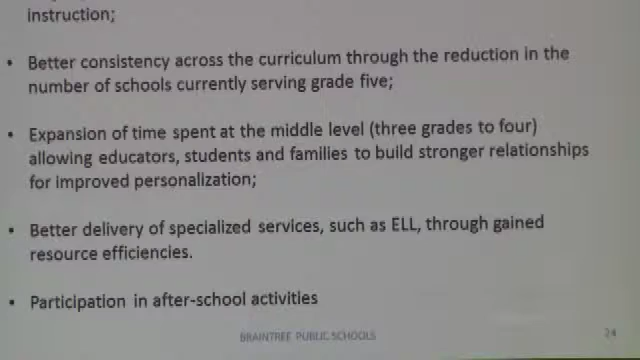 instruction;
• Better consistency across the curriculum through the reduction in the
number of schools currently serving grade five;
• Expansion of time spent at the middle level (three grades to four)
allowing educators, students and families to build stronger relationships
for improved personalization;
• Better delivery of specialized services, such as ELL, through gained
resource efficiencies.
• Participation in after-school activities
BRAINTREE PUBLIC SCHOOLS
24